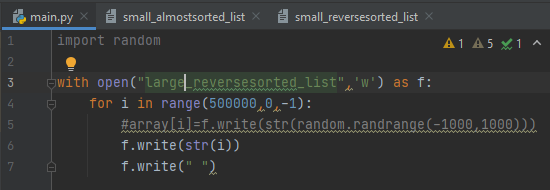 main.py small_almostsorted_list small_reversesorted_list
1 import random 1 5 1
2
3 with open("large_reversesorted_list",'w') as f:
4 for i in range(500000,0,-1):
5 #array[i]=f.write(str(random.randrange(-1000,1000)))
6 f.write(str(i))
7 f.write(" ")